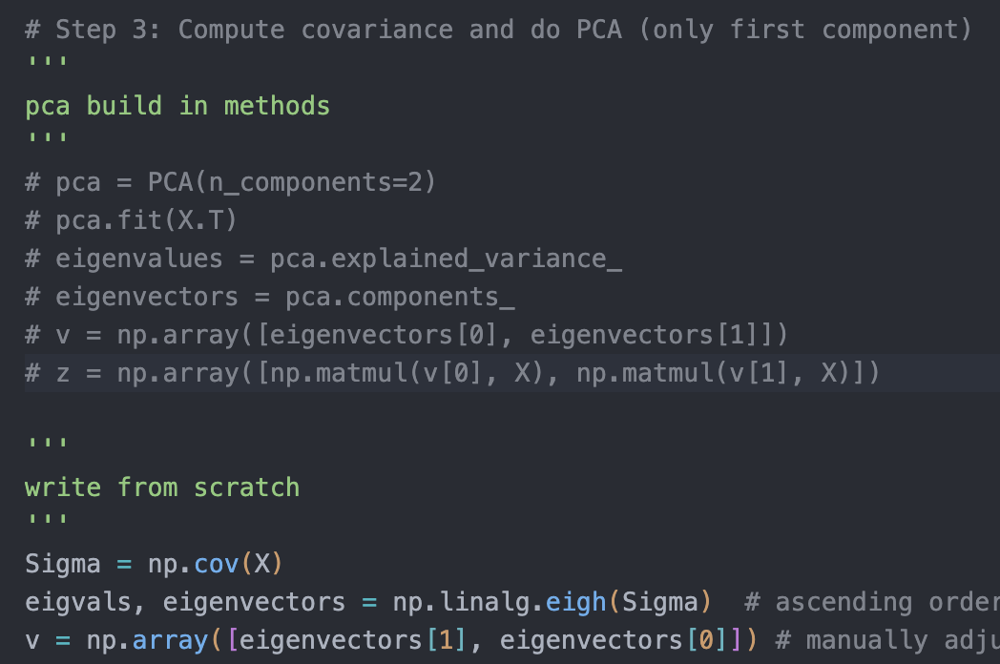 # Step 3: Compute covariance and do PCA (only first component)
'''
pca build in methods
'''
# pca = PCA(n_components=2)
# pca.fit(X.T)
# eigenvalues = pca.explained_variance_
# eigenvectors = pca.components_
# v = np.array([eigenvectors[0], eigenvectors[1]])
# z = np.array([np.matmul(v[0], X), np.matmul(v[1], X)])
'''
write from scratch
'''
Sigma = np.cov(X)
eigvals, eigenvectors = np.linalg.eigh(Sigma)  # ascending order
v = np.array([eigenvectors[1], eigenvectors[0]]) # manually adju